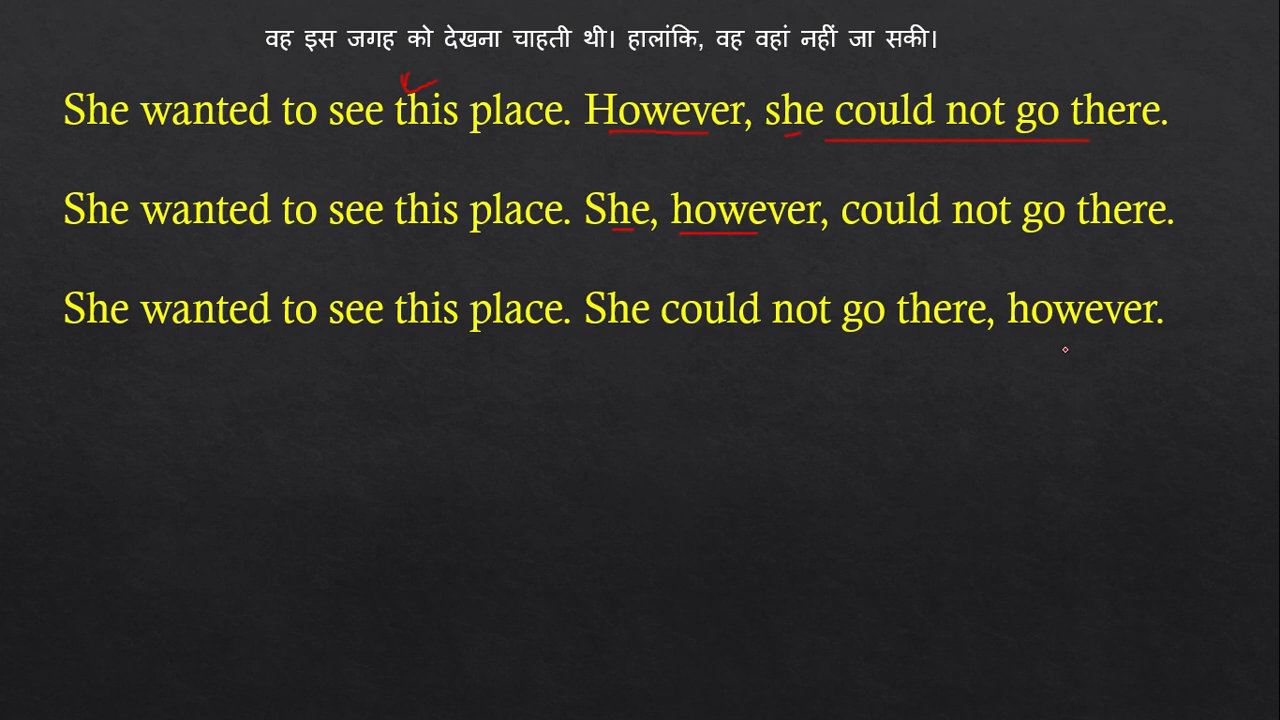 वह इस जगह को देखना चाहती थी। हालांकि, वह वहां नहीं जा सकी।
She wanted to see this place. However, she could not go there.
She wanted to see this place. She, however, could not go there.
She wanted to see this place. She could not go there, however.